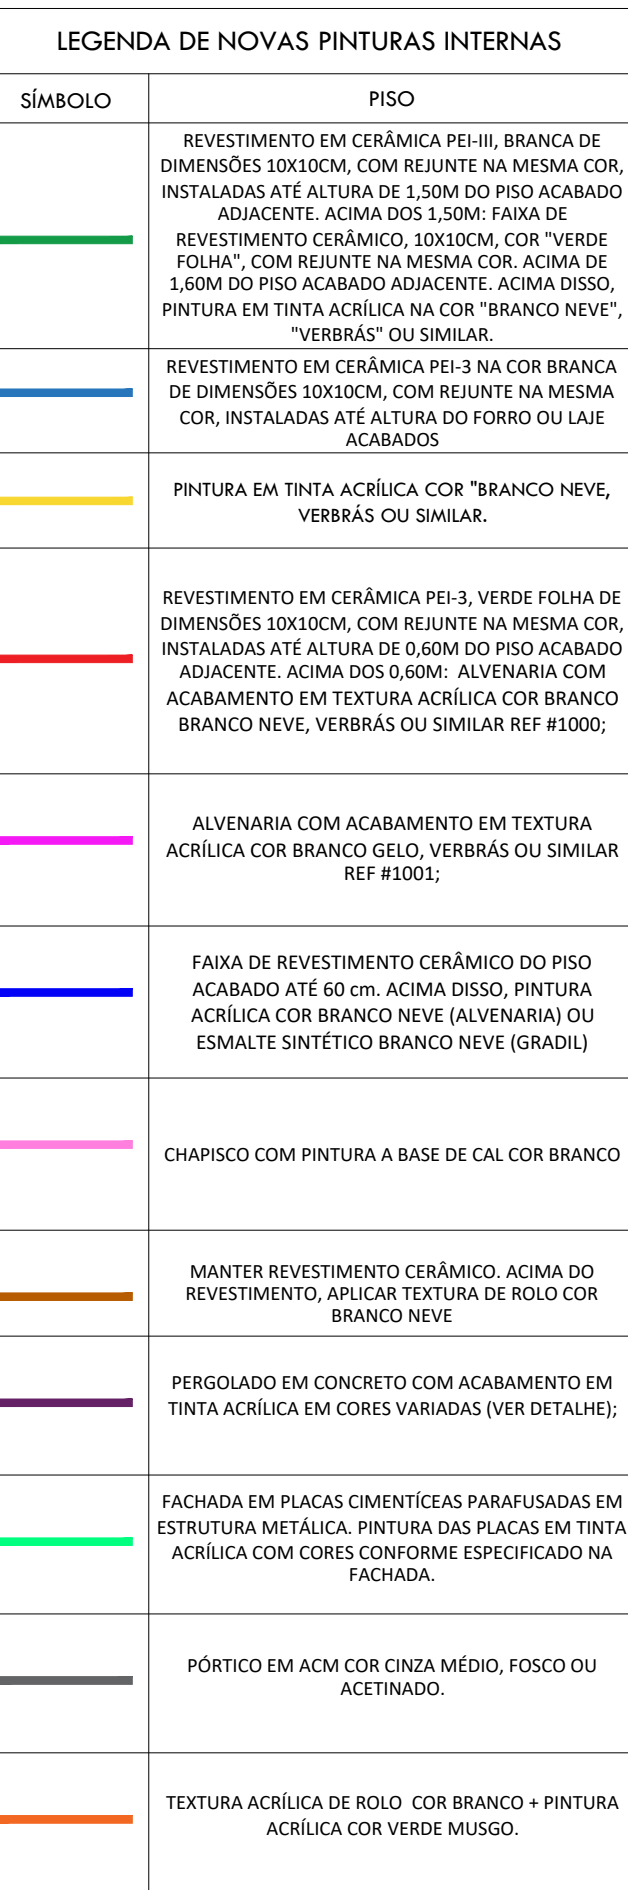 LEGENDA DE NOVAS PINTURAS INTERNAS
SÍMBOLO
PISO
REVESTIMENTO EM CERÂMICA PEI-III, BRANCA DE
DIMENSÕES 10X10CM, COM REJUNTE NA MESMA COR,
INSTALADAS ATÉ ALTURA DE 1,50M DO PISO ACABADO
ADJACENTE. ACIMA DOS 1,50M: FAIXA DE
REVESTIMENTO CERÂMICO, 10X10CM, COR "VERDE
FOLHA", COM REJUNTE NA MESMA COR. ACIMA DE
1,60M DO PISO ACABADO ADJACENTE. ACIMA DISSO,
PINTURA EM TINTA ACRÍLICA NA COR "BRANCO NEVE",
"VERBRÁS" OU SIMILAR.
REVESTIMENTO EM CERÂMICA PEI-3 NA COR BRANCA
DE DIMENSÕES 10X10CM, COM REJUNTE NA MESMA
COR, INSTALADAS ATÉ ALTURA DO FORRO OU LAJE
ACABADOS
PINTURA EM TINTA ACRÍLICA COR "BRANCO NEVE,
VERBRÁS OU SIMILAR.
REVESTIMENTO EM CERÂMICA PEI-3, VERDE FOLHA DE
DIMENSÕES 10X10CM, COM REJUNTE NA MESMA COR,
INSTALADAS ATÉ ALTURA DE 0,60M DO PISO ACABADO
ADJACENTE. ACIMA DOS 0,60M: ALVENARIA COM
ACABAMENTO EM TEXTURA ACRÍLICA COR BRANCO
BRANCO NEVE, VERBRÁS OU SIMILAR REF #1000;
ALVENARIA COM ACABAMENTO EM TEXTURA
ACRÍLICA COR BRANCO GELO, VERBRÁS OU SIMILAR
REF #1001;
FAIXA DE REVESTIMENTO CERÂMICO DO PISO
ACABADO ATÉ 60 cm. ACIMA DISSO, PINTURA
ACRÍLICA COR BRANCO NEVE (ALVENARIA) OU
ESMALTE SINTÉTICO BRANCO NEVE (GRADIL)
CHAPISCO COM PINTURA A BASE DE CAL COR BRANCO
MANTER REVESTIMENTO CERÂMICO. ACIMA DO
REVESTIMENTO, APLICAR TEXTURA DE ROLO COR
BRANCO NEVE
PERGOLADO EM CONCRETO COM ACABAMENTO EM
TINTA ACRÍLICA EM CORES VARIADAS (VER DETALHE);
FACHADA EM PLACAS CIMENTÍCEAS PARAFUSADAS EM
ESTRUTURA METÁLICA. PINTURA DAS PLACAS EM TINTA
ACRÍLICA COM CORES CONFORME ESPECIFICADO NA
FACHADA.
PÓRTICO EM ACM COR CINZA MÉDIO, FOSCO OU
ACETINADO.
TEXTURA ACRÍLICA DE ROLO COR BRANCO + PINTURA
ACRÍLICA COR VERDE MUSGO.